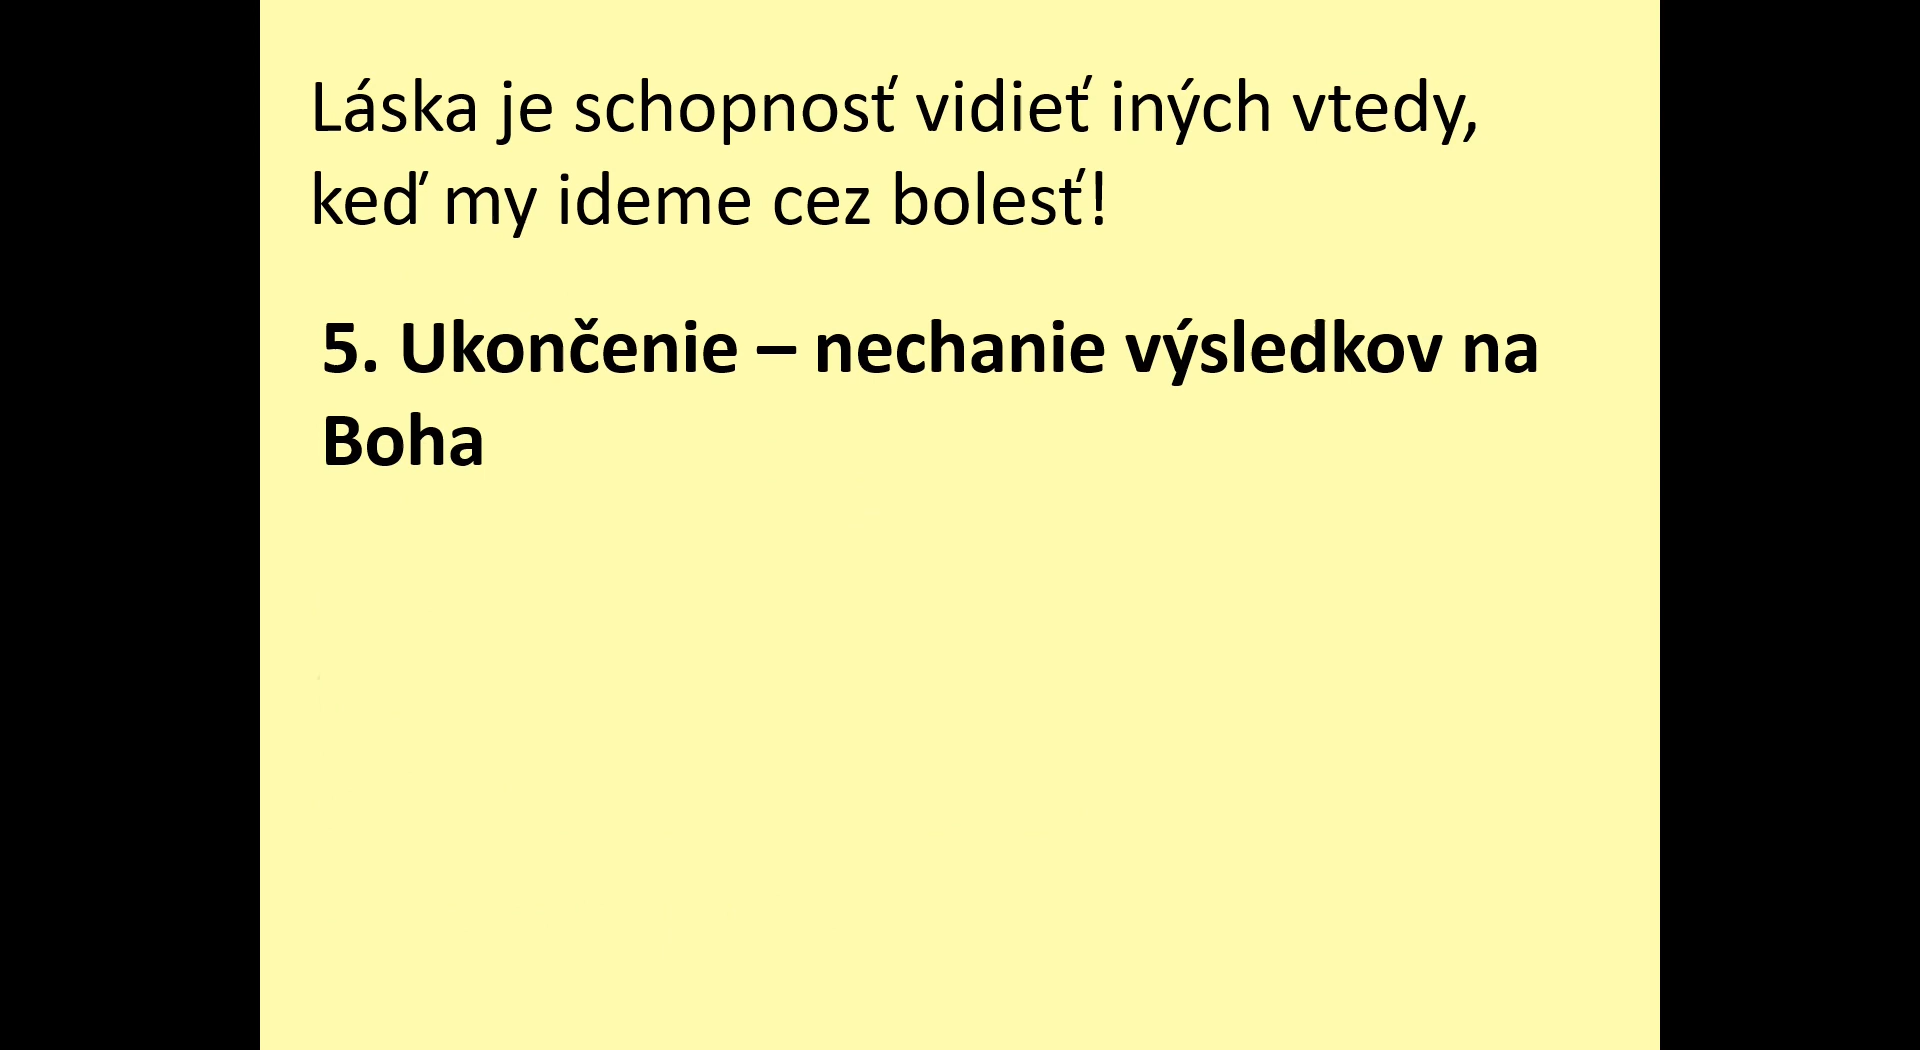 Láska je schopnosť vidieť iných vtedy,
keď my ideme cez bolesť!
5. Ukončenie – nechanie výsledkov na
Boha